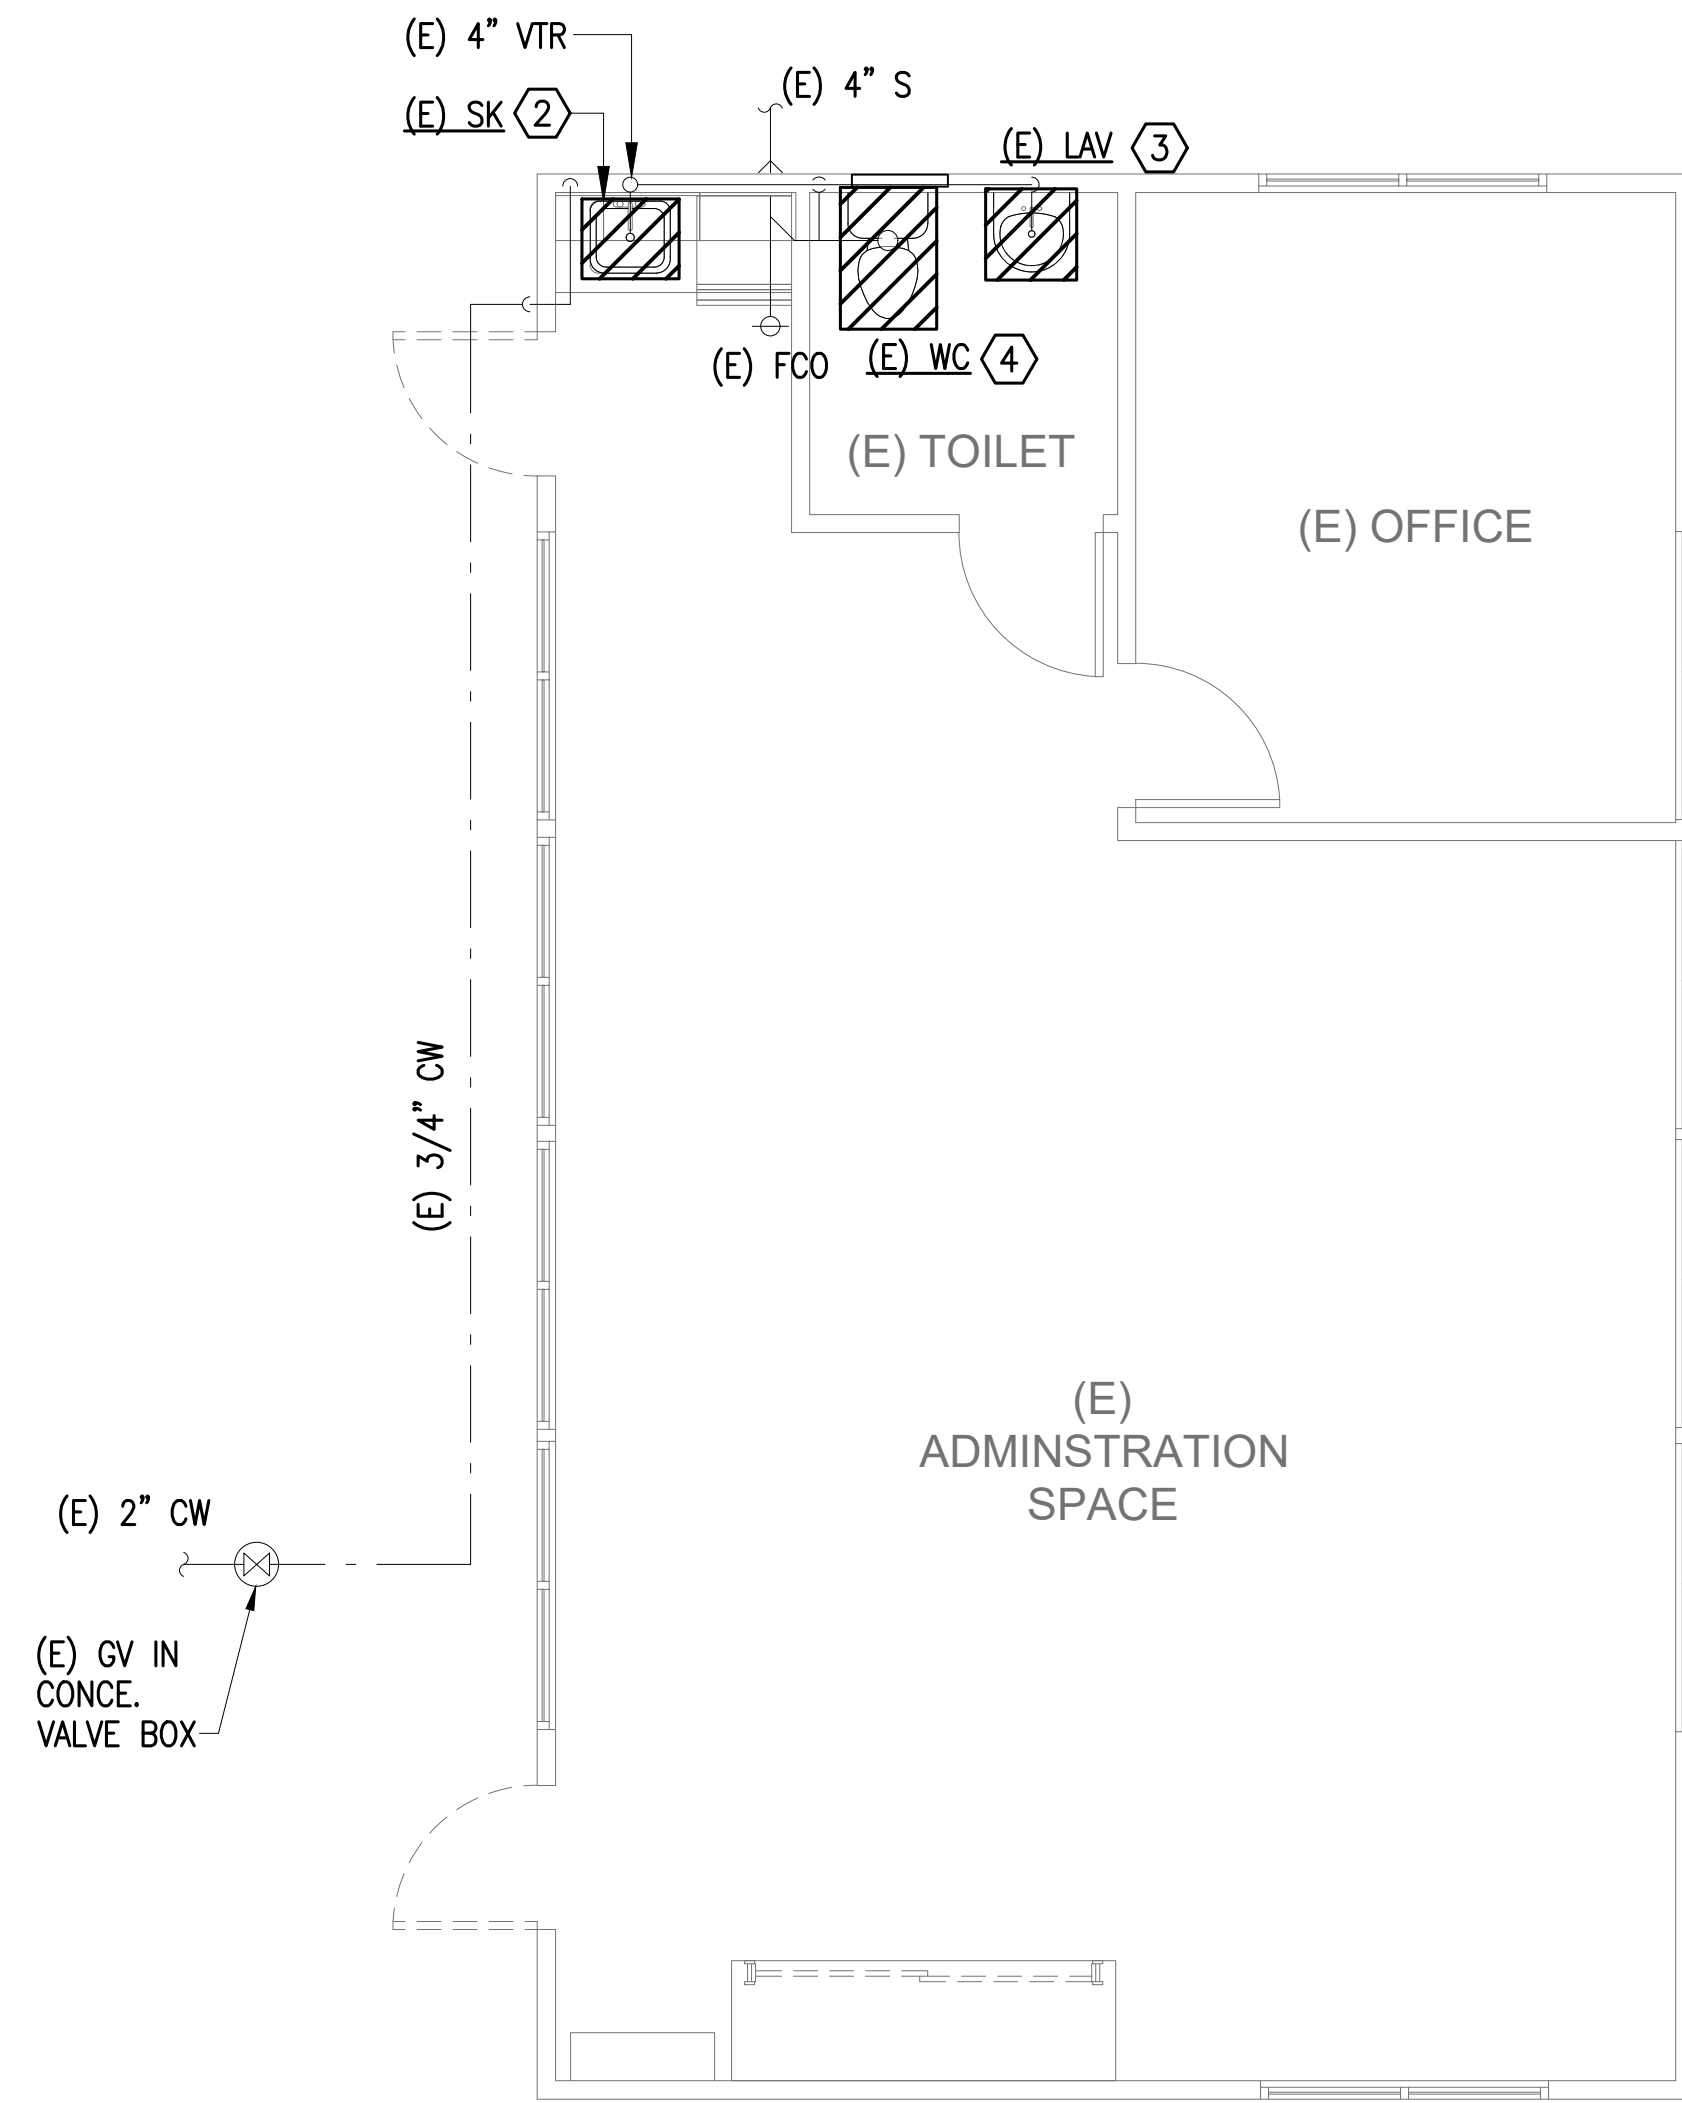 (E) 4" VTR
(E) 4" S
(E) SK 2
(E) LAV 3
(E) FCO
(E) WC 4
(E) TOILET
(E) OFFICE
(E) 3/4" CW
(E)
ADMINSTRATION
SPACE
(E) 2" CW
(E) GV IN
CONCE.
VALVE BOX